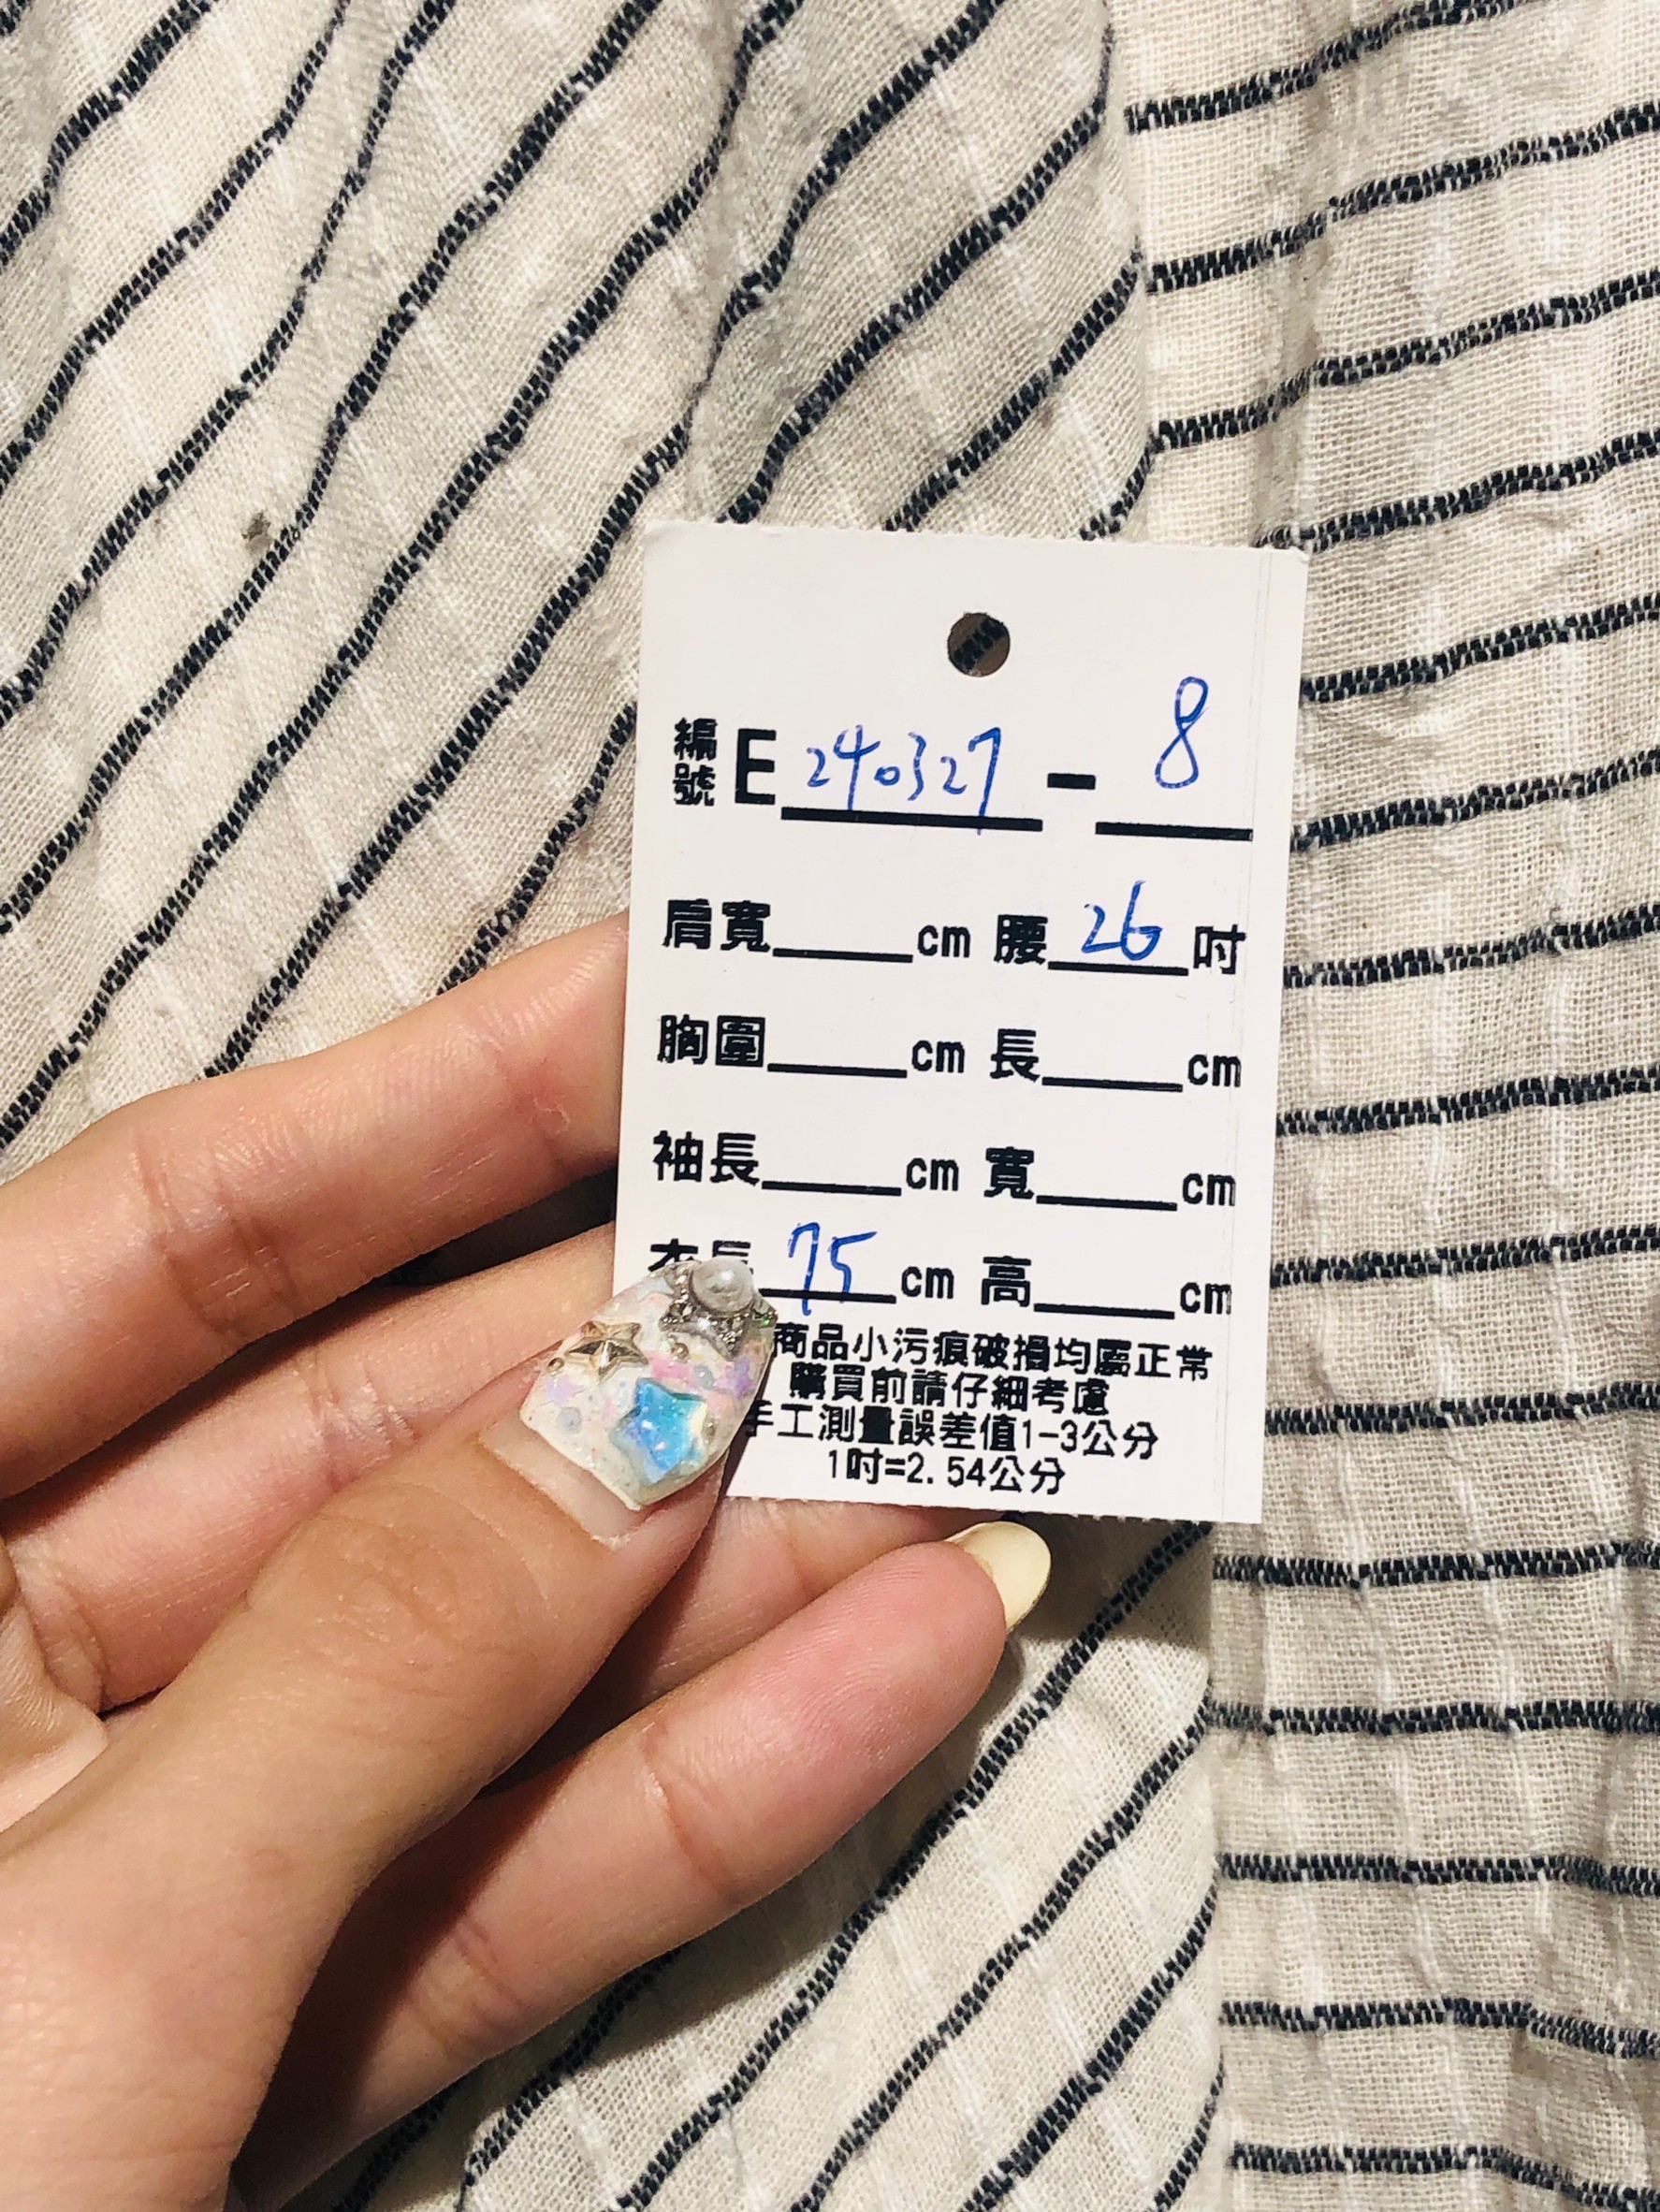 編號 E 240327 - 8
肩寬 cm 腰 26 吋
胸圍 cm 長 cm
袖長 cm 寬 cm
衣長 75 cm 高 cm
商品小污痕破損均屬正常
購買前請仔細考慮
手工測量誤差值1-3公分
1吋=2.54公分